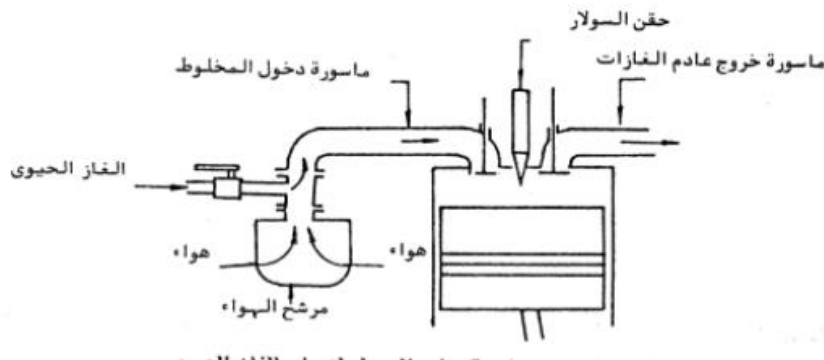 حقن السولار
ماسورة خروج عادم الغازات
ماسورة دخول المخلوط
الغاز الحيوى
هواء
هواء
مرشح الهواء